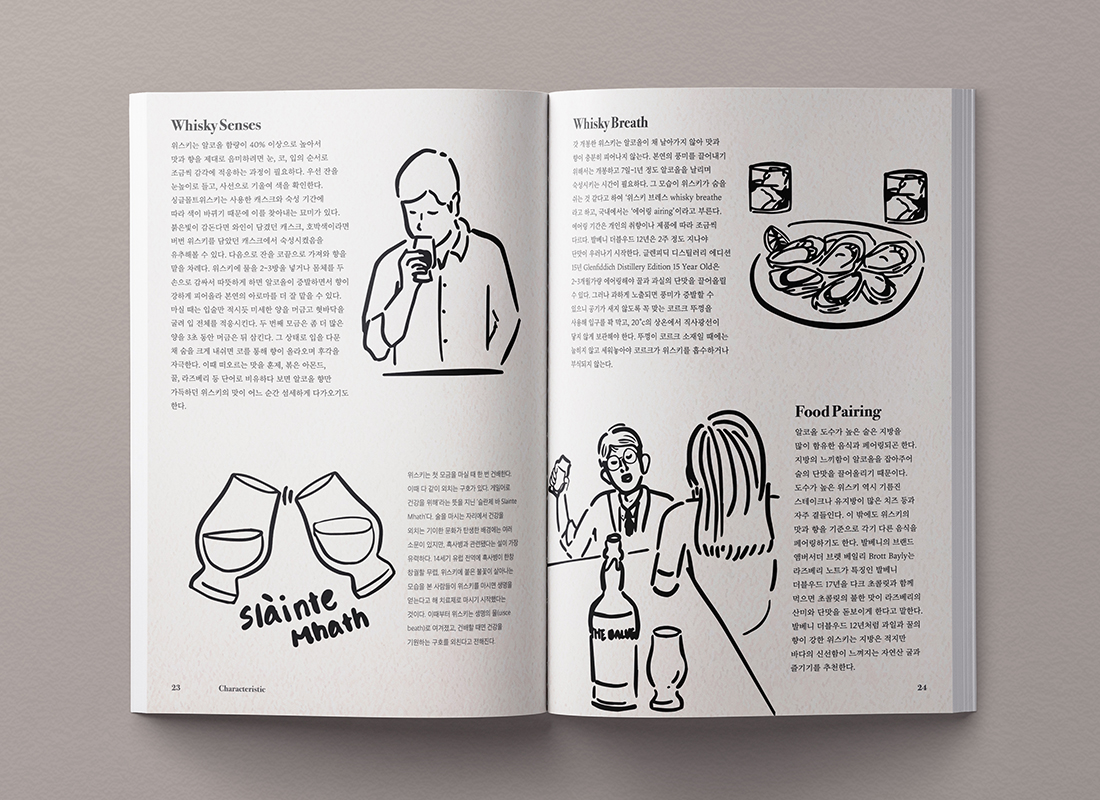 Whisky Senses
위스키는 알코올 함량이 40% 이상으로 높아서
맛과 향을 제대로 음미하려면 눈, 코, 입의 순서로
조금씩 감각에 적응하는 과정이 필요하다. 우선 잔을
눈높이로 들고, 사선으로 기울여 색을 확인한다.
싱글몰트위스키는 사용한 캐스크와 숙성 기간에
따라 색이 바뀌기 때문에 이를 찾아내는 묘미가 있다.
붉은빛이 감돈다면 와인이 담겼던 캐스크, 호박색이라면
버번 위스키를 담았던 캐스크에서 숙성시켰음을
유추해볼 수 있다. 다음으로 잔을 코끝으로 가져와 향을
맡을 차례다. 위스키에 물을 2-3방울 넣거나 몸체를 두
손으로 감싸서 따뜻하게 하면 알코올이 증발하면서 향이
강하게 피어올라 본연의 아로마를 더 잘 맡을 수 있다.
마실 때는 입술만 적시듯 미세한 양을 머금고 혓바닥을
굴려 입 전체를 적응시킨다. 두 번째 모금은 좀 더 많은
양을 3초 동안 머금은 뒤 삼킨다. 그 상태로 입을 다문
채 숨을 크게 내쉬면 코를 통해 향이 올라오며 후각을
자극한다. 이때 떠오르는 맛을 훈제, 볶은 아몬드,
꿀, 라즈베리 등 단어로 비유하다 보면 알코올 향만
가득하던 위스키의 맛이 어느 순간 섬세하게 다가오기도
한다.
Slàinte
Mhath
위스키는 첫 모금을 마실 때 한 번 건배한다.
이때 다 같이 외치는 구호가 있다. 게일어로
건강을 위해'라는 뜻을 지닌 '슬란체 바 Slainte
Mhath'다. 술을 마시는 자리에서 건강을
외치는 기이한 문화가 탄생한 배경에는 여러
소문이 있지만, 흑사병과 관련됐다는 설이 가장
유력하다. 14세기 유럽 전역에 흑사병이 한창
창궐할 무렵, 위스키에 붙은 불꽃이 살아나는
모습을 본 사람들이 위스키를 마시면 생명을
얻는다고 해 치료제로 마시기 시작했다는
것이다. 이때부터 위스키는 생명의 물(usce
beath)로 여겨졌고, 건배할 때면 건강을
기원하는 구호를 외친다고 전해진다.
23
Characteristic
Whisky Breath
갓 개봉한 위스키는 알코올이 채 날아가지 않아 맛과
향이 충분히 피어나지 않는다. 본연의 풍미를 끌어내기
위해서는 개봉하고 7일-1년 정도 알코올을 날리며
숙성시키는 시간이 필요하다. 그 모습이 위스키가 숨을
쉬는 것 같다고 하여 '위스키 브레스 whisky breathe
라고 하고, 국내에서는 '에어링 airing'이라고 부른다.
에어링 기간은 개인의 취향이나 제품에 따라 조금씩
다르다. 발베니 더블우드 12년은 2주 정도 지나야
단맛이 우러나기 시작한다. 글렌피딕 디스틸러리 에디션
15년 Glenfiddich Distillery Edition 15 Year Old은
2-3개월가량 에어링해야 꿀과 과실의 단맛을 끌어올릴
수 있다. 그러나 과하게 노출되면 풍미가 증발할 수
있으니 공기가 새지 않도록 꼭 맞는 코르크 뚜껑을
사용해 입구를 꽉 막고, 20˚c의 상온에서 직사광선이
닿지 않게 보관해야 한다. 뚜껑이 코르크 소재일 때에는
눕히지 않고 세워놓아야 코르크가 위스키를 흡수하거나
부식되지 않는다.
THE BALVE
Food Pairing
알코올 도수가 높은 술은 지방을
많이 함유한 음식과 페어링되곤 한다.
지방의 느끼함이 알코올을 잡아주어
술의 단맛을 끌어올리기 때문이다.
도수가 높은 위스키 역시 기름진
스테이크나 유지방이 많은 치즈 등과
자주 곁들인다. 이 밖에도 위스키의
맛과 향을 기준으로 각기 다른 음식을
페어링하기도 한다. 발베니의 브랜드
앰버서더 브랫 베일리 Brott Bayly는
라즈베리 노트가 특징인 발베니
더블우드 17년을 다크 초콜릿과 함께
먹으면 초콜릿의 볼한 맛이 라즈베리의
산미와 단맛을 돋보이게 한다고 말한다.
발베니 더블우드 12년처럼 과일과 꿀의
향이 강한 위스키는 지방은 적지만
바다의 신선함이 느껴지는 자연산 굴과
즐기기를 추천한다.
24